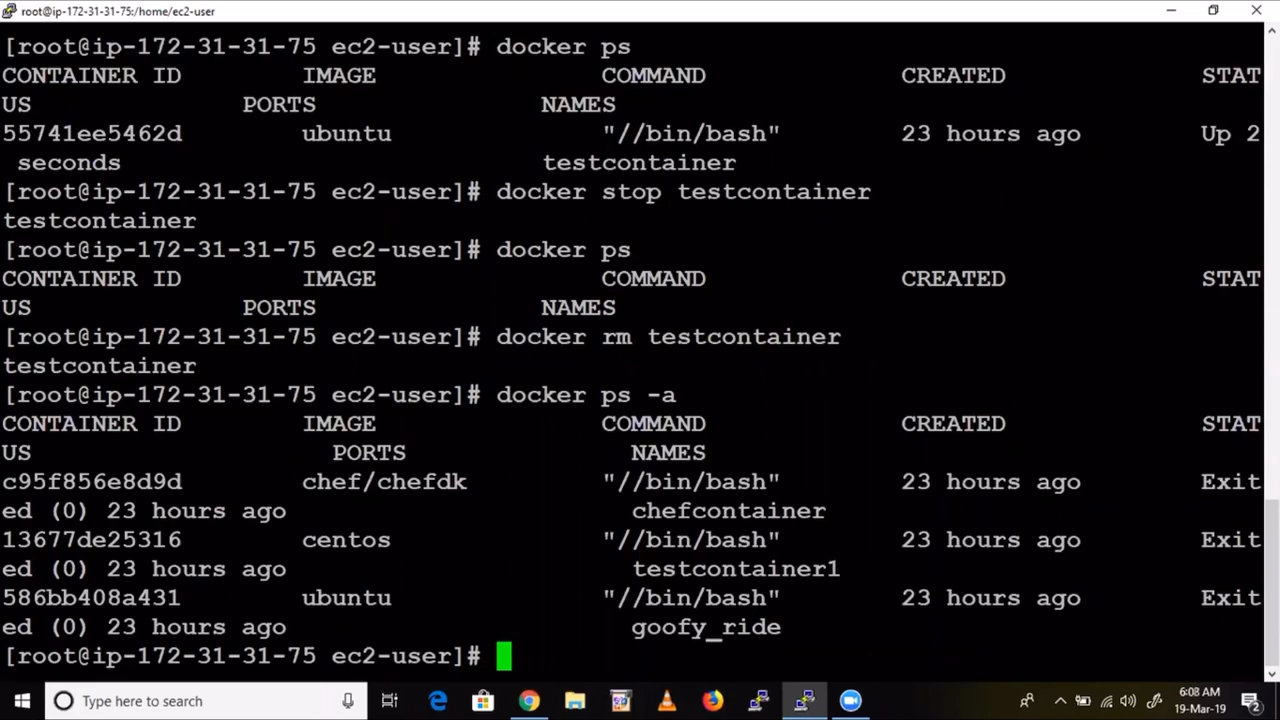 root@ip-172-31-31-75:/home/ec2-user
[root@ip-172-31-31-75 ec2-user]# docker ps
CONTAINER ID        IMAGE               COMMAND             CREATED             STAT
US               PORTS               NAMES
55741ee5462d        ubuntu              "//bin/bash"        23 hours ago        Up 2
 seconds                            testcontainer
[root@ip-172-31-31-75 ec2-user]# docker stop testcontainer
testcontainer
[root@ip-172-31-31-75 ec2-user]# docker ps
CONTAINER ID        IMAGE               COMMAND             CREATED             STAT
US               PORTS               NAMES
[root@ip-172-31-31-75 ec2-user]# docker rm testcontainer
testcontainer
[root@ip-172-31-31-75 ec2-user]# docker ps -a
CONTAINER ID        IMAGE               COMMAND             CREATED             STAT
US                     PORTS               NAMES
c95f856e8d9d        chef/chefdk         "//bin/bash"        23 hours ago        Exit
ed (0) 23 hours ago                       chefcontainer
13677de25316        centos              "//bin/bash"        23 hours ago        Exit
ed (0) 23 hours ago                       testcontainer1
586bb408a431        ubuntu              "//bin/bash"        23 hours ago        Exit
ed (0) 23 hours ago                       goofy_ride
[root@ip-172-31-31-75 ec2-user]#
Type here to search
6:08 AM
19-Mar-19
2